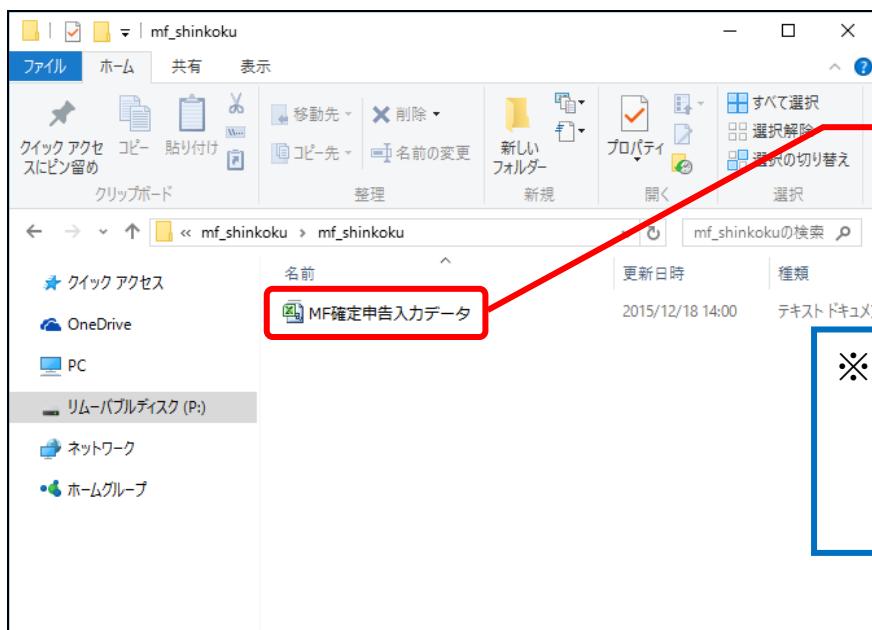 mf_shinkoku
ファイル ホーム 共有 表示
クイック アクセスにピン留め
コピー
貼り付け
移動先
コピー先
削除
名前の変更
新しいフォルダー
プロパティ
すべて選択
選択解除
選択の切り替え
クリップボード 整理 新規 開く 選択
« mf_shinkoku › mf_shinkoku
mf_shinkokuの検索
名前 更新日時 種類
MF確定申告入力データ 2015/12/18 14:00 テキスト ドキュメ
クイック アクセス
OneDrive
PC
リムーバブルディスク (P:)
ネットワーク
ホームグループ
※